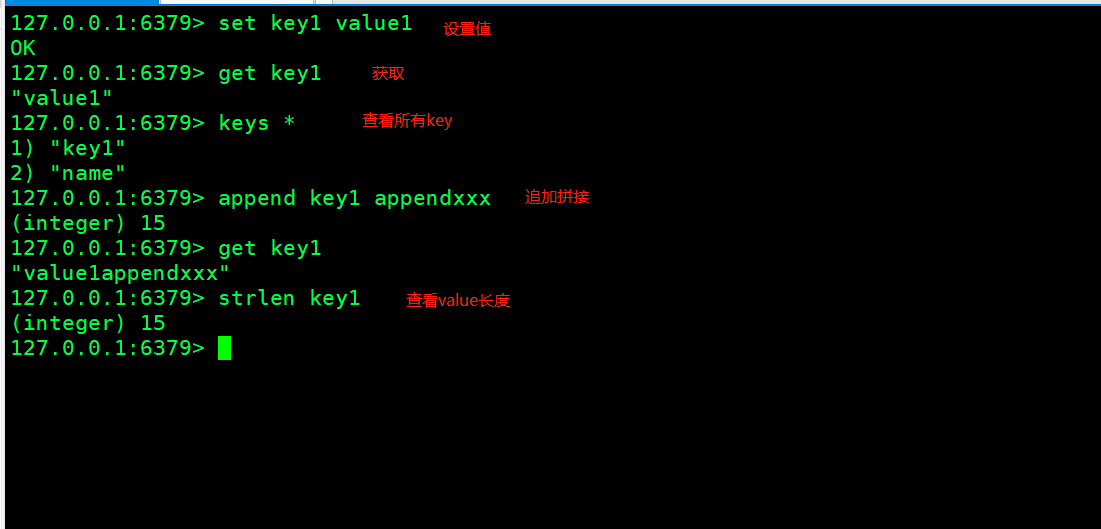 127.0.0.1:6379> set key1 value1 设置值
OK
127.0.0.1:6379> get key1 获取
"value1"
127.0.0.1:6379> keys * 查看所有key
1) "key1"
2) "name"
127.0.0.1:6379> append key1 appendxxx 追加拼接
(integer) 15
127.0.0.1:6379> get key1
"value1appendxxx"
127.0.0.1:6379> strlen key1 查看value长度
(integer) 15
127.0.0.1:6379>